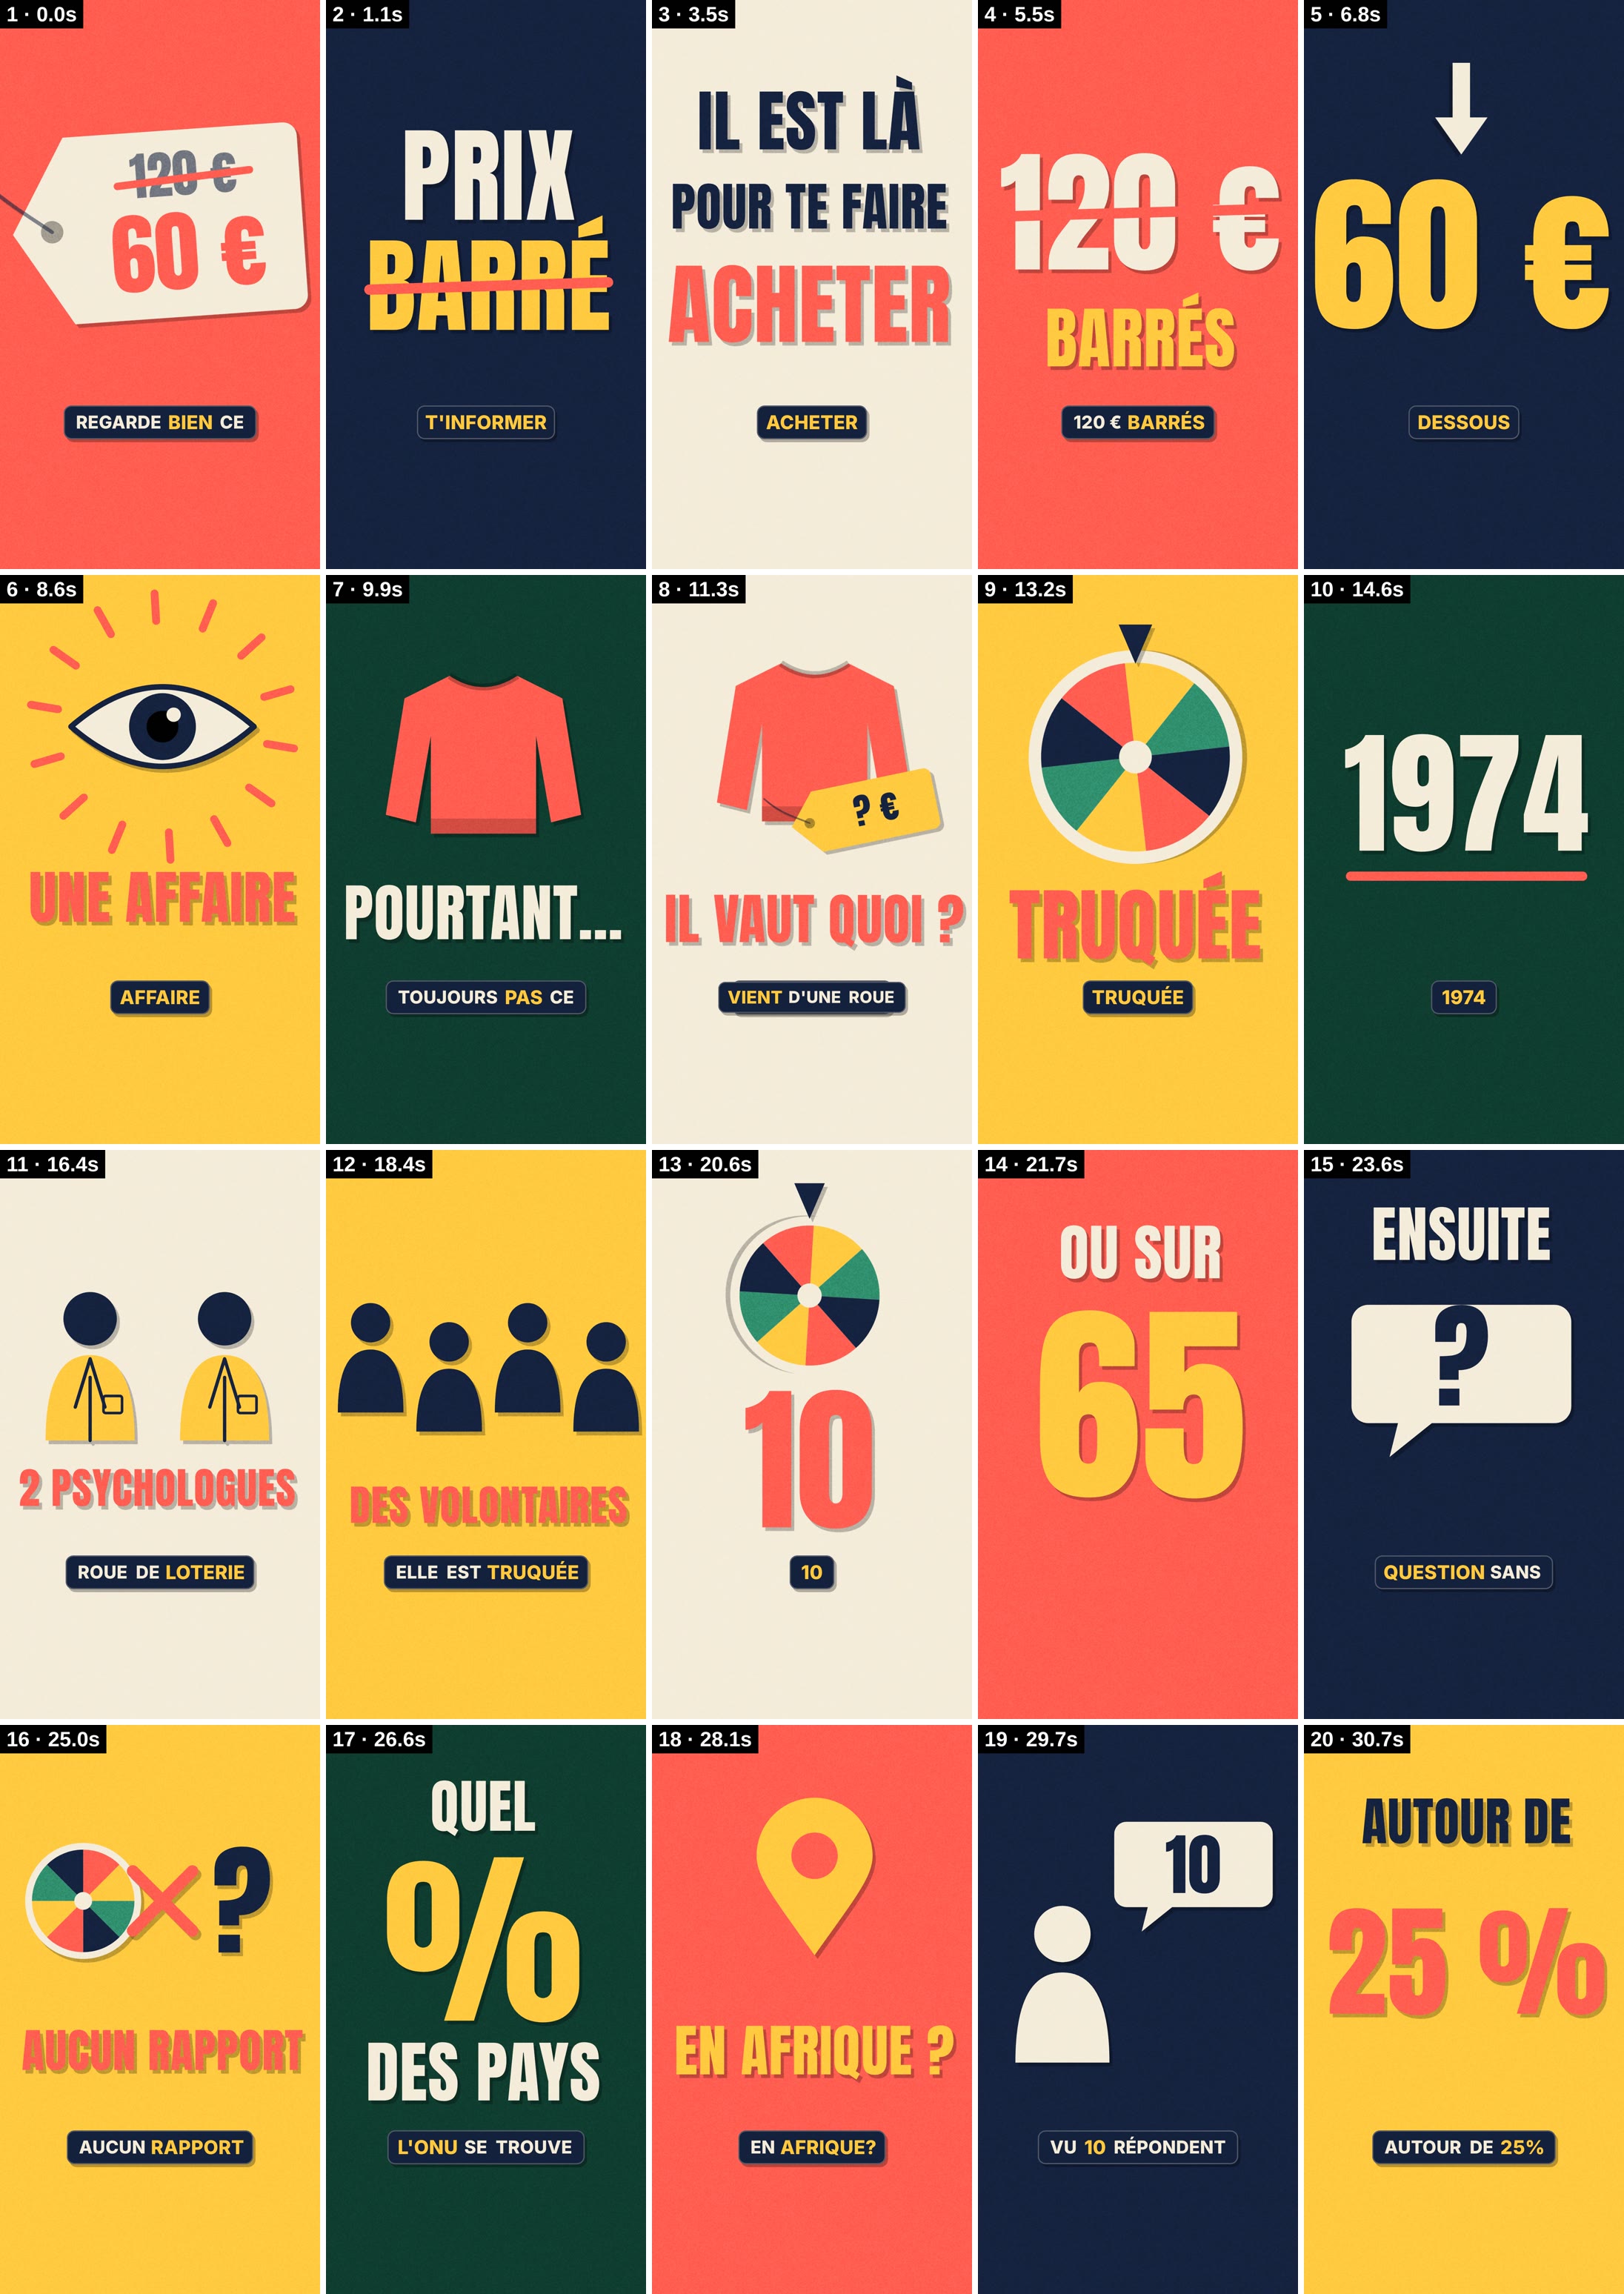 1 · 0.0s
120 €
60 €
REGARDE BIEN CE
2 · 1.1s
PRIX
BARRÉ
T'INFORMER
3 · 3.5s
IL EST LÀ
POUR TE FAIRE
ACHETER
ACHETER
4 · 5.5s
120 €
BARRÉS
120 € BARRÉS
5 · 6.8s
60 €
DESSOUS
6 · 8.6s
UNE AFFAIRE
AFFAIRE
7 · 9.9s
POURTANT...
TOUJOURS PAS CE
8 · 11.3s
? €
IL VAUT QUOI ?
VIENT D'UNE ROUE
9 · 13.2s
TRUQUÉE
TRUQUÉE
10 · 14.6s
1974
1974
11 · 16.4s
2 PSYCHOLOGUES
ROUE DE LOTERIE
12 · 18.4s
DES VOLONTAIRES
ELLE EST TRUQUÉE
13 · 20.6s
10
10
14 · 21.7s
OU SUR
65
15 · 23.6s
ENSUITE
?
QUESTION SANS
16 · 25.0s
?
AUCUN RAPPORT
AUCUN RAPPORT
17 · 26.6s
QUEL
%
DES PAYS
L'ONU SE TROUVE
18 · 28.1s
EN AFRIQUE ?
EN AFRIQUE?
19 · 29.7s
10
VU 10 RÉPONDENT
20 · 30.7s
AUTOUR DE
25 %
AUTOUR DE 25%